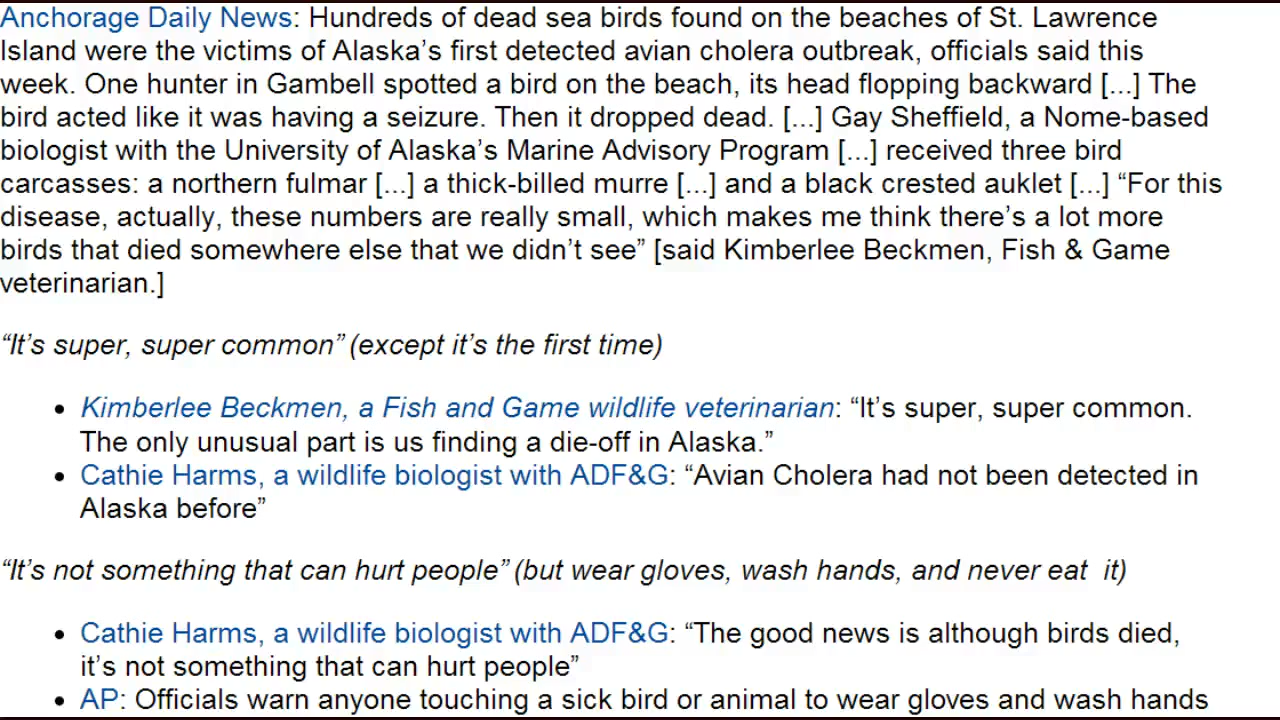 Anchorage Daily News: Hundreds of dead sea birds found on the beaches of St. Lawrence
Island were the victims of Alaska’s first detected avian cholera outbreak, officials said this
week. One hunter in Gambell spotted a bird on the beach, its head flopping backward [...] The
bird acted like it was having a seizure. Then it dropped dead. [...] Gay Sheffield, a Nome-based
biologist with the University of Alaska’s Marine Advisory Program [...] received three bird
carcasses: a northern fulmar [...] a thick-billed murre [...] and a black crested auklet [...] “For this
disease, actually, these numbers are really small, which makes me think there’s a lot more
birds that died somewhere else that we didn’t see” [said Kimberlee Beckmen, Fish & Game
veterinarian.]
“It’s super, super common” (except it’s the first time)
• Kimberlee Beckmen, a Fish and Game wildlife veterinarian: “It’s super, super common.
The only unusual part is us finding a die-off in Alaska.”
• Cathie Harms, a wildlife biologist with ADF&G: “Avian Cholera had not been detected in
Alaska before”
“It’s not something that can hurt people” (but wear gloves, wash hands, and never eat  it)
• Cathie Harms, a wildlife biologist with ADF&G: “The good news is although birds died,
it’s not something that can hurt people”
• AP: Officials warn anyone touching a sick bird or animal to wear gloves and wash hands